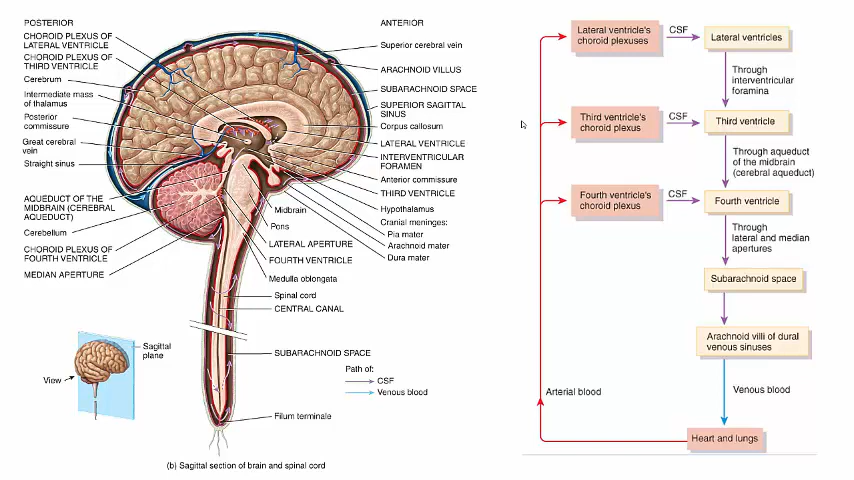 POSTERIOR
CHOROID PLEXUS OF
LATERAL VENTRICLE
CHOROID PLEXUS OF
THIRD VENTRICLE
Cerebrum
Intermediate mass
of thalamus
Posterior
commissure
Great cerebral
vein
Straight sinus
AQUEDUCT OF THE
MIDBRAIN (CEREBRAL
AQUEDUCT)
Cerebellum
CHOROID PLEXUS OF
FOURTH VENTRICLE
MEDIAN APERTURE
ANTERIOR
Superior cerebral vein
ARACHNOID VILLUS
SUBARACHNOID SPACE
SUPERIOR SAGITTAL
SINUS
Corpus callosum
LATERAL VENTRICLE
INTERVENTRICULAR
FORAMEN
Anterior commissure
THIRD VENTRICLE
Hypothalamus
Cranial meninges:
Pia mater
Arachnoid mater
Dura mater
Midbrain
Pons
LATERAL APERTURE
FOURTH VENTRICLE
Medulla oblongata
Spinal cord
CENTRAL CANAL
SUBARACHNOID SPACE
Path of:
CSF
Venous blood
Filum terminale
Sagittal
plane
View
(b) Sagittal section of brain and spinal cord
Lateral ventricle's
choroid plexuses
CSF
Lateral ventricles
Through
interventricular
foramina
Third ventricle's
choroid plexus
CSF
Third ventricle
Through aqueduct
of the midbrain
(cerebral aqueduct)
Fourth ventricle's
choroid plexus
CSF
Fourth ventricle
Through
lateral and median
apertures
Subarachnoid space
Arachnoid villi of dural
venous sinuses
Arterial blood
Venous blood
Heart and lungs